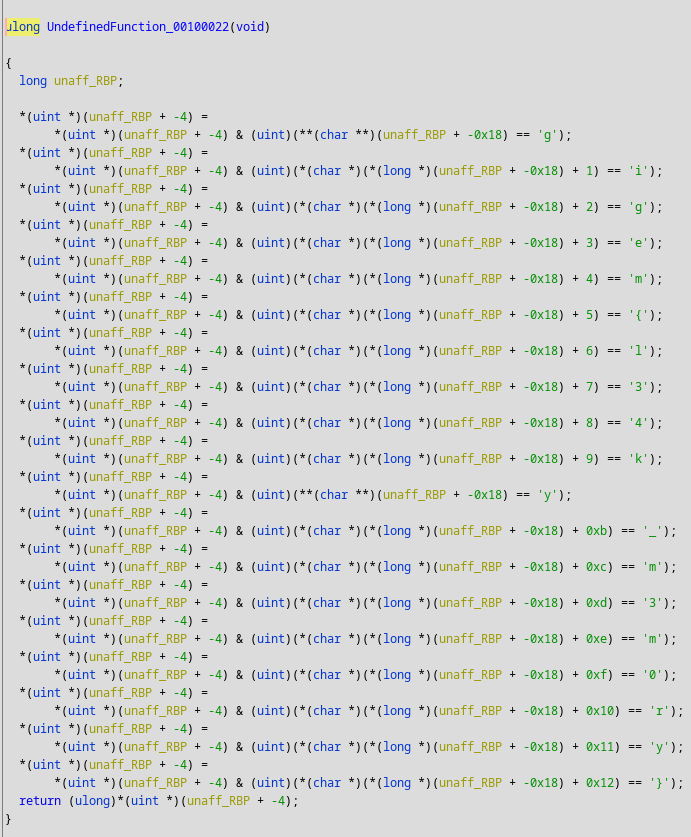 ulong UndefinedFunction_00100022(void)
{
long unaff_RBP;
*(uint *)(unaff_RBP + -4) =
*(uint *)(unaff_RBP + -4) & (uint)(**(char **)(unaff_RBP + -0x18) == 'g');
*(uint *)(unaff_RBP + -4) =
*(uint *)(unaff_RBP + -4) & (uint)(*(char *)(*(long *)(unaff_RBP + -0x18) + 1) == 'i');
*(uint *)(unaff_RBP + -4) =
*(uint *)(unaff_RBP + -4) & (uint)(*(char *)(*(long *)(unaff_RBP + -0x18) + 2) == 'g');
*(uint *)(unaff_RBP + -4) =
*(uint *)(unaff_RBP + -4) & (uint)(*(char *)(*(long *)(unaff_RBP + -0x18) + 3) == 'e');
*(uint *)(unaff_RBP + -4) =
*(uint *)(unaff_RBP + -4) & (uint)(*(char *)(*(long *)(unaff_RBP + -0x18) + 4) == 'm');
*(uint *)(unaff_RBP + -4) =
*(uint *)(unaff_RBP + -4) & (uint)(*(char *)(*(long *)(unaff_RBP + -0x18) + 5) == '{');
*(uint *)(unaff_RBP + -4) =
*(uint *)(unaff_RBP + -4) & (uint)(*(char *)(*(long *)(unaff_RBP + -0x18) + 6) == 'l');
*(uint *)(unaff_RBP + -4) =
*(uint *)(unaff_RBP + -4) & (uint)(*(char *)(*(long *)(unaff_RBP + -0x18) + 7) == '3');
*(uint *)(unaff_RBP + -4) =
*(uint *)(unaff_RBP + -4) & (uint)(*(char *)(*(long *)(unaff_RBP + -0x18) + 8) == '4');
*(uint *)(unaff_RBP + -4) =
*(uint *)(unaff_RBP + -4) & (uint)(*(char *)(*(long *)(unaff_RBP + -0x18) + 9) == 'k');
*(uint *)(unaff_RBP + -4) =
*(uint *)(unaff_RBP + -4) & (uint)(**(char **)(unaff_RBP + -0x18) == 'y');
*(uint *)(unaff_RBP + -4) =
*(uint *)(unaff_RBP + -4) & (uint)(*(char *)(*(long *)(unaff_RBP + -0x18) + 0xb) == '_');
*(uint *)(unaff_RBP + -4) =
*(uint *)(unaff_RBP + -4) & (uint)(*(char *)(*(long *)(unaff_RBP + -0x18) + 0xc) == 'm');
*(uint *)(unaff_RBP + -4) =
*(uint *)(unaff_RBP + -4) & (uint)(*(char *)(*(long *)(unaff_RBP + -0x18) + 0xd) == '3');
*(uint *)(unaff_RBP + -4) =
*(uint *)(unaff_RBP + -4) & (uint)(*(char *)(*(long *)(unaff_RBP + -0x18) + 0xe) == 'm');
*(uint *)(unaff_RBP + -4) =
*(uint *)(unaff_RBP + -4) & (uint)(*(char *)(*(long *)(unaff_RBP + -0x18) + 0xf) == '0');
*(uint *)(unaff_RBP + -4) =
*(uint *)(unaff_RBP + -4) & (uint)(*(char *)(*(long *)(unaff_RBP + -0x18) + 0x10) == 'r');
*(uint *)(unaff_RBP + -4) =
*(uint *)(unaff_RBP + -4) & (uint)(*(char *)(*(long *)(unaff_RBP + -0x18) + 0x11) == 'y');
*(uint *)(unaff_RBP + -4) =
*(uint *)(unaff_RBP + -4) & (uint)(*(char *)(*(long *)(unaff_RBP + -0x18) + 0x12) == '}');
return (ulong)*(uint *)(unaff_RBP + -4);
}